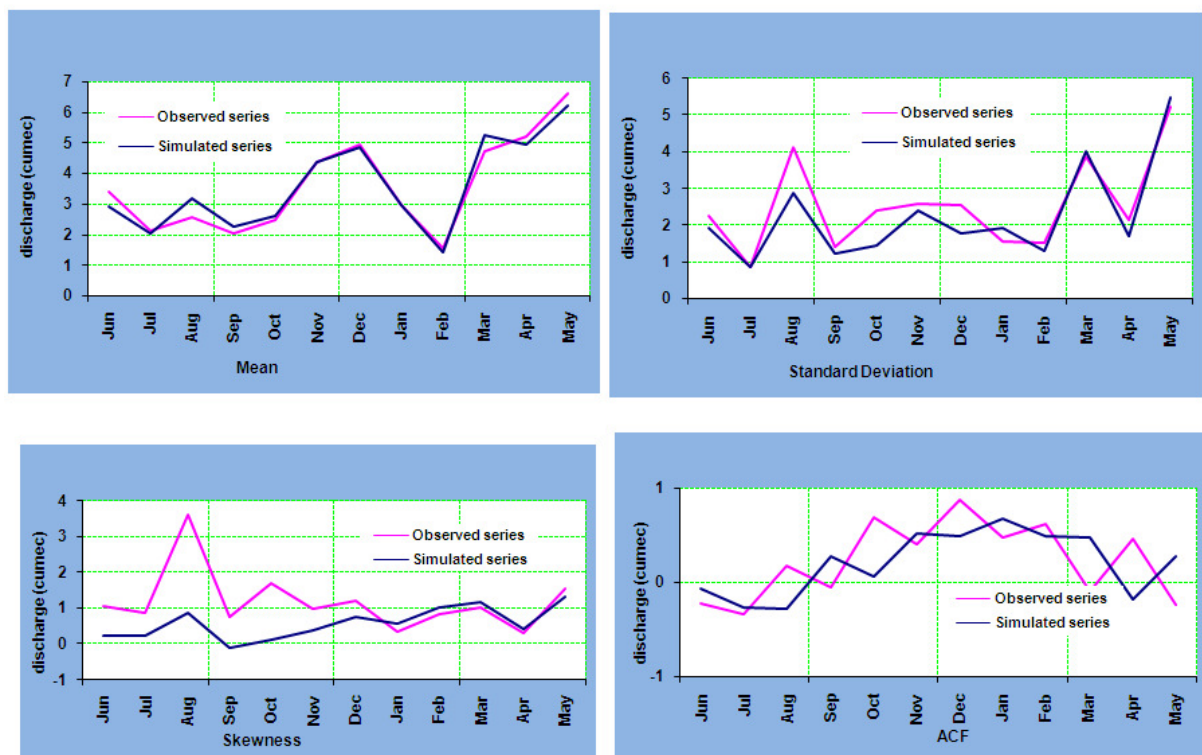 discharge (cumec)
7
6
5
4
3
2
1
0
Observed series
Simulated series
Jun
Jul
Aug
Sep
Oct
Nov
Dec
Jan
Feb
Mar
Apr
May
Mean
discharge (cumec)
6
5
4
3
2
1
0
Observed series
Simulated series
Jun
Jul
Aug
Sep
Oct
Nov
Dec
Jan
Feb
Mar
Apr
May
Standard Deviation
discharge (cumec)
4
3
2
1
0
-1
Observed series
Simulated series
Jun
Jul
Aug
Sep
Oct
Nov
Dec
Jan
Feb
Mar
Apr
May
Skewness
discharge (cumec)
1
0
-1
Observed series
Simulated series
Jun
Jul
Aug
Sep
Oct
Nov
Dec
Jan
Feb
Mar
Apr
May
ACF